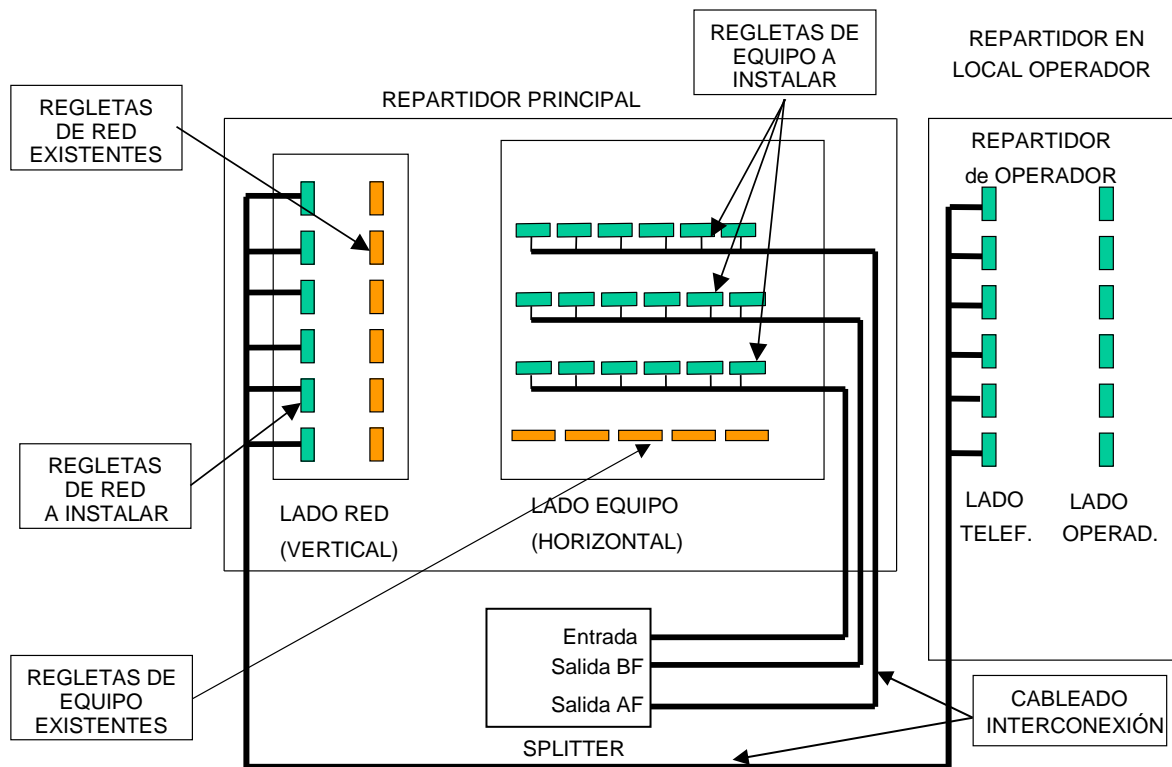 REGLETAS DE
EQUIPO A
INSTALAR
REPARTIDOR EN
LOCAL OPERADOR
REGLETAS
DE RED
EXISTENTES
REPARTIDOR PRINCIPAL
REPARTIDOR
de OPERADOR
REGLETAS
DE RED
A INSTALAR
LADO RED
(VERTICAL)
LADO EQUIPO
(HORIZONTAL)
LADO
TELEF.
LADO
OPERAD.
Entrada
Salida BF
Salida AF
SPLITTER
REGLETAS DE
EQUIPO
EXISTENTES
CABLEADO
INTERCONEXIÓN